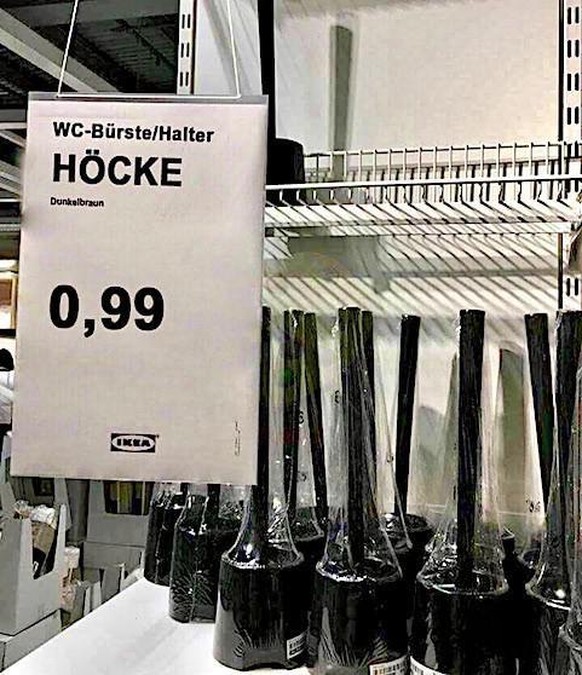 WC-Bürste/Halter
HÖCKE
Dunkelbraun
0,99
IKEA